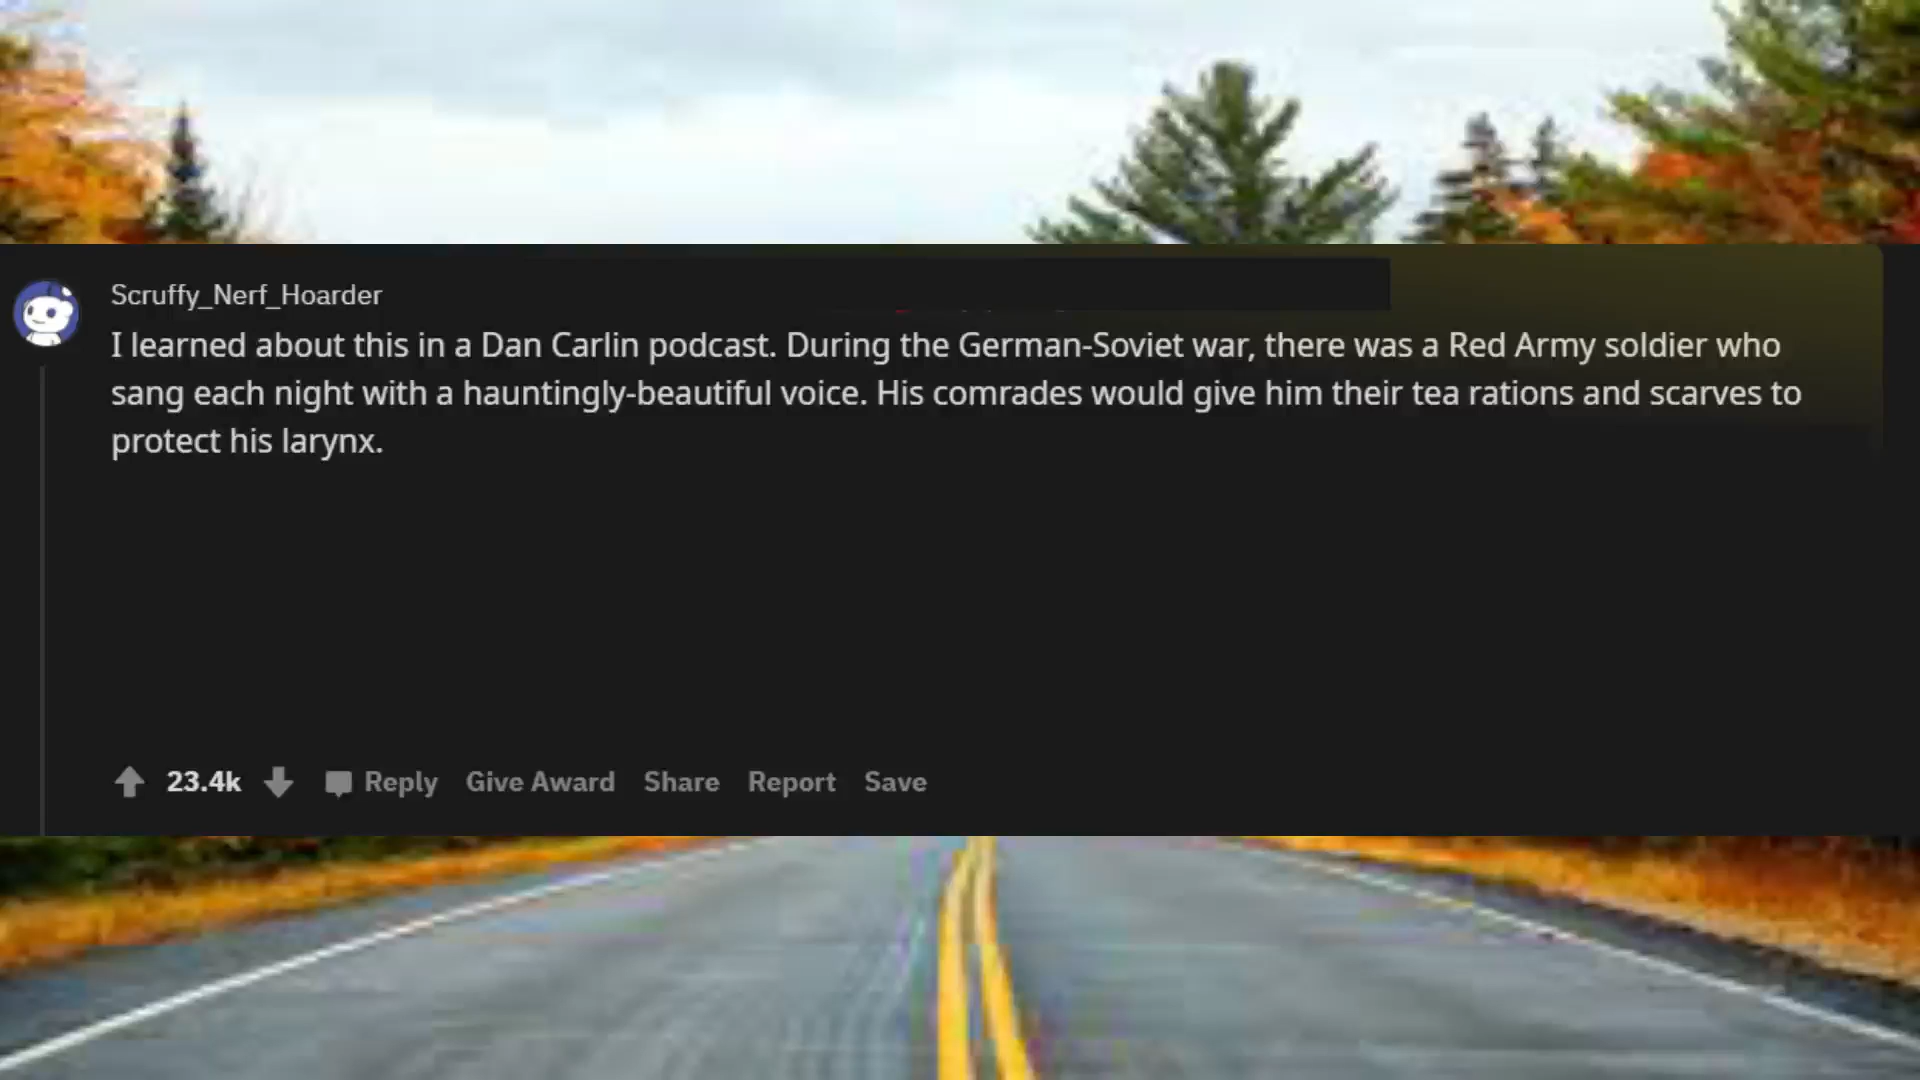 Scruffy_Nerf_Hoarder
I learned about this in a Dan Carlin podcast. During the German-Soviet war, there was a Red Army soldier who
sang each night with a hauntingly-beautiful voice. His comrades would give him their tea rations and scarves to
protect his larynx.
23.4k Reply Give Award Share Report Save